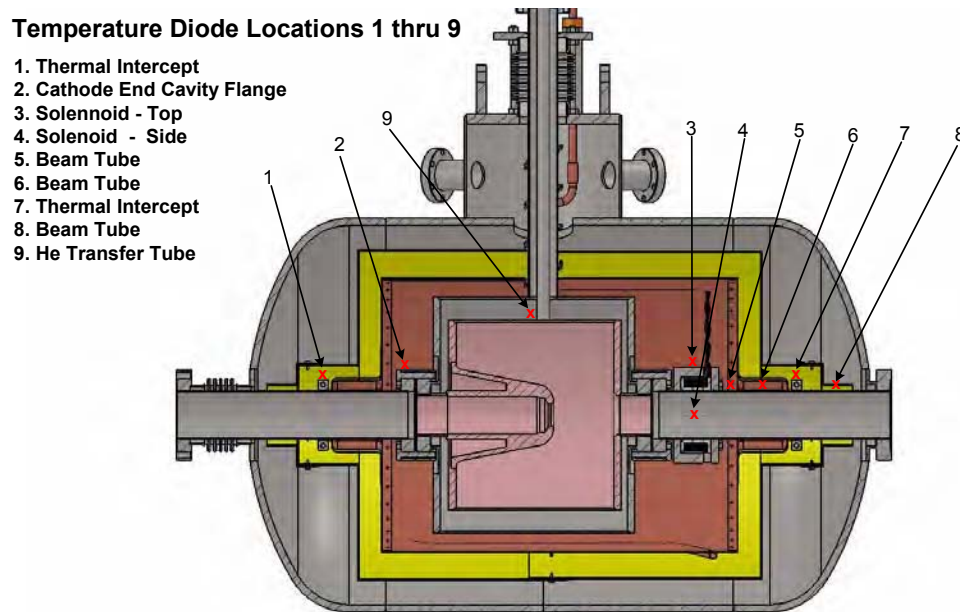 Temperature Diode Locations 1 thru 9
1. Thermal Intercept
2. Cathode End Cavity Flange
3. Solennoid - Top
4. Solenoid - Side
5. Beam Tube
6. Beam Tube
7. Thermal Intercept
8. Beam Tube
9. He Transfer Tube
9
3
4
5
6
7
8
2
1
x
x
x
x
x
x
x
x
x